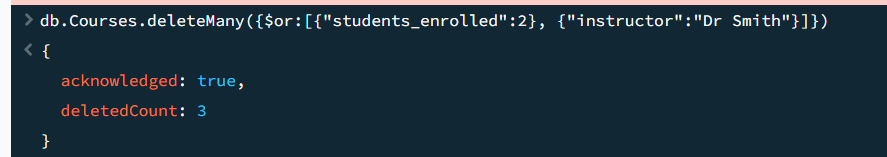 > db.Courses.deleteMany({$or:[{"students_enrolled":2}, {"instructor":"Dr Smith"}]})
< {
acknowledged: true,
deletedCount: 3
}